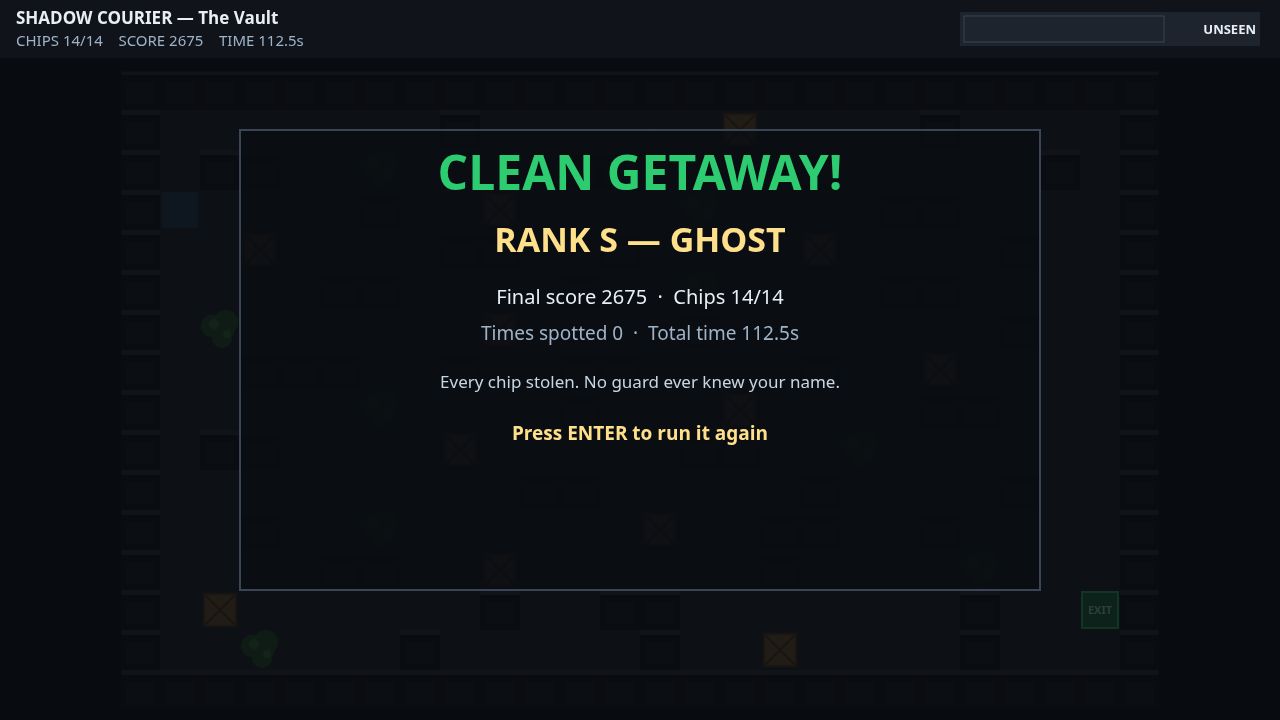 SHADOW COURIER — The Vault
CHIPS 14/14 SCORE 2675 TIME 112.5s
UNSEEN
CLEAN GETAWAY!
RANK S — GHOST
Final score 2675 · Chips 14/14
Times spotted 0 · Total time 112.5s
Every chip stolen. No guard ever knew your name.
Press ENTER to run it again
EXIT